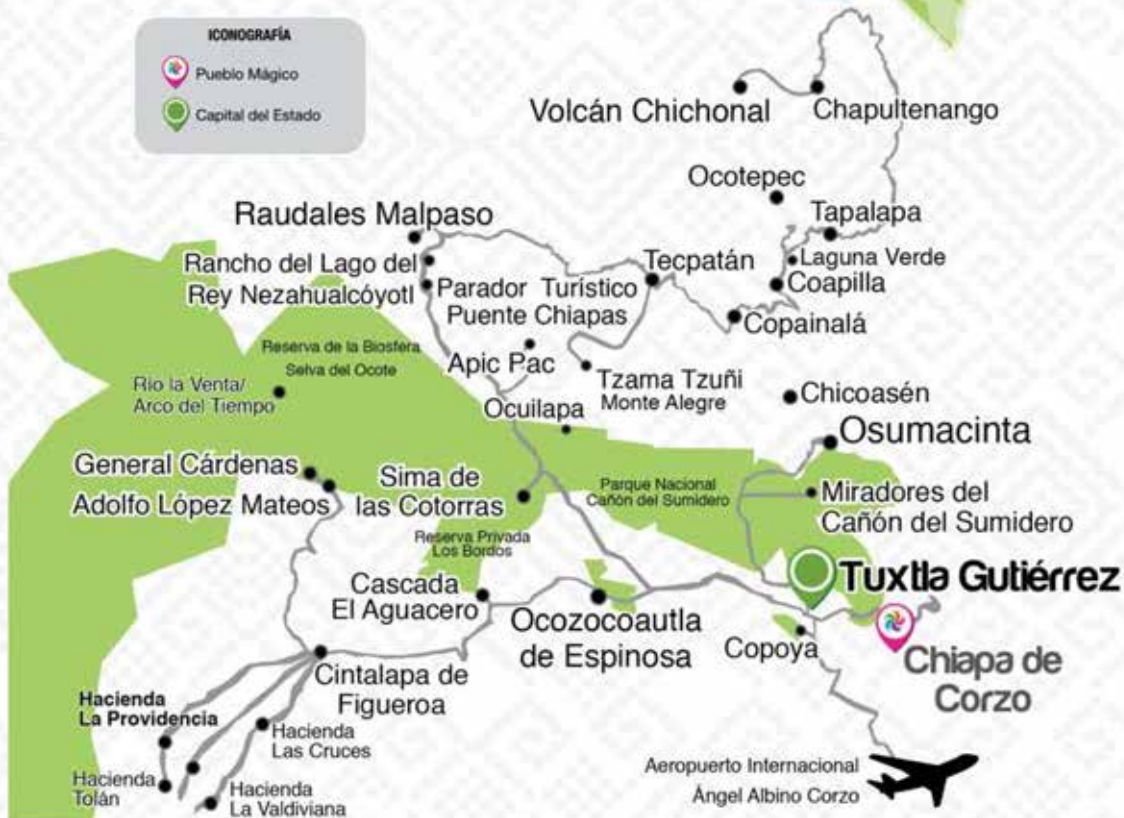 ICONOGRAFÍA
Pueblo Mágico
Capital del Estado
Volcán Chichonal
Chapultenango
Ocotepec
Tapalapa
Raudales Malpaso
Laguna Verde
Rancho del Lago del
Rey Nezahualcóyotl
Tecpatán
Coapilla
Parador Turístico
Puente Chiapas
Copainalá
Reserva de la Biosfera
Selva del Ocote
Apic Pac
Tzama Tzuñi
Monte Alegre
Río la Venta/
Arco del Tiempo
Chicoasén
Ocuilapa
Osumacinta
General Cárdenas
Adolfo López Mateos
Sima de
las Cotorras
Parque Nacional
Cañón del Sumidero
Miradores del
Cañón del Sumidero
Reserva Privada
Los Bordos
Tuxtla Gutiérrez
Cascada
El Aguacero
Ocozocoautla
de Espinosa
Copoya
Chiapa de
Corzo
Cintalapa de
Figueroa
Hacienda
La Providencia
Hacienda
Las Cruces
Hacienda
Tolán
Hacienda
La Valdiviana
Aeropuerto Internacional
Ángel Albino Corzo